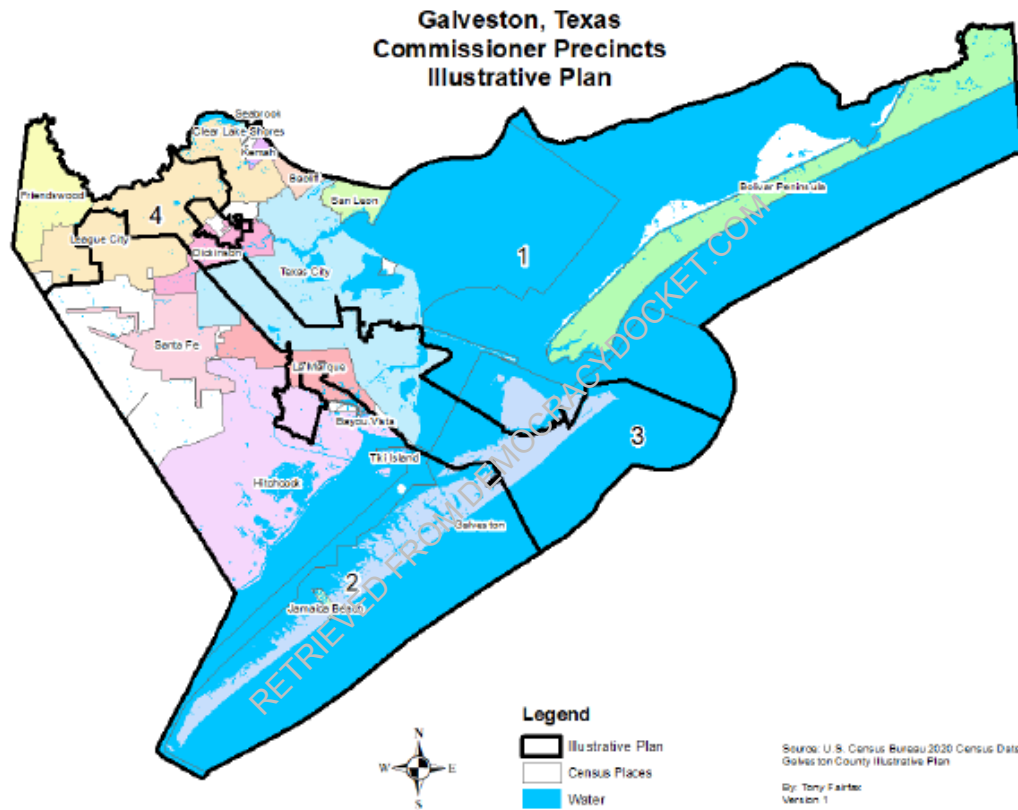 Galveston, Texas
Commissioner Precincts
Illustrative Plan
Seabrook
Clear Lake Shores
Kemah
Bacliff
San Leon
Friendswood
4
League City
Dickinson
Texas City
1
Bolivar Peninsula
Santa Fe
La Marque
Bayou Vista
Tiki Island
3
Hitchcock
Galveston
2
Jamaica Beach
RETRIEVED FROM DEMOCRACYDOCKET.COM
Legend
Illustrative Plan
Census Places
Water
N
W
E
S
Source: U.S. Census Bureau 2020 Census Data
Galveston County Illustrative Plan
By: Tony Fairfax
Version 1